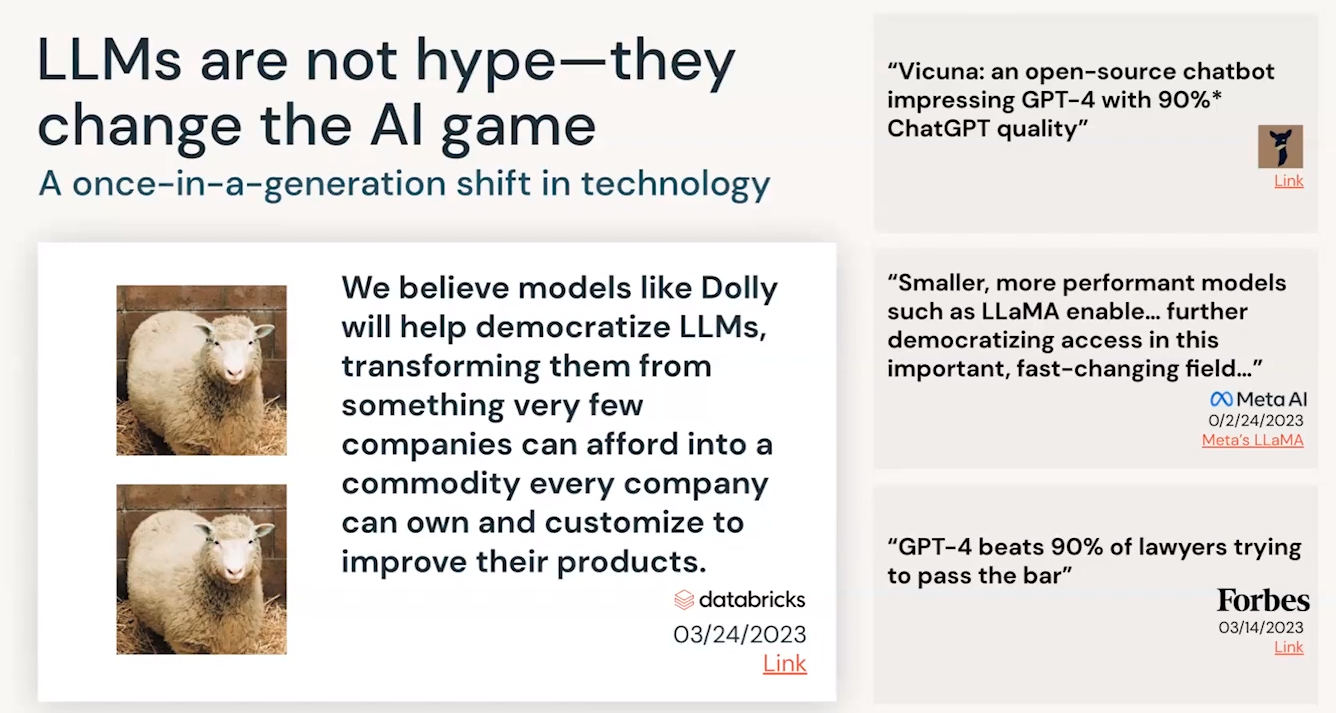 LLMs are not hype—they
change the AI game
A once-in-a-generation shift in technology
We believe models like Dolly
will help democratize LLMs,
transforming them from
something very few
companies can afford into a
commodity every company
can own and customize to
improve their products.
databricks
03/24/2023
Link
“Vicuna: an open-source chatbot
impressing GPT-4 with 90%*
ChatGPT quality”
Link
“Smaller, more performant models
such as LLaMA enable… further
democratizing access in this
important, fast-changing field…”
Meta AI
0/2/24/2023
Meta’s LLaMA
“GPT-4 beats 90% of lawyers trying
to pass the bar”
Forbes
03/14/2023
Link